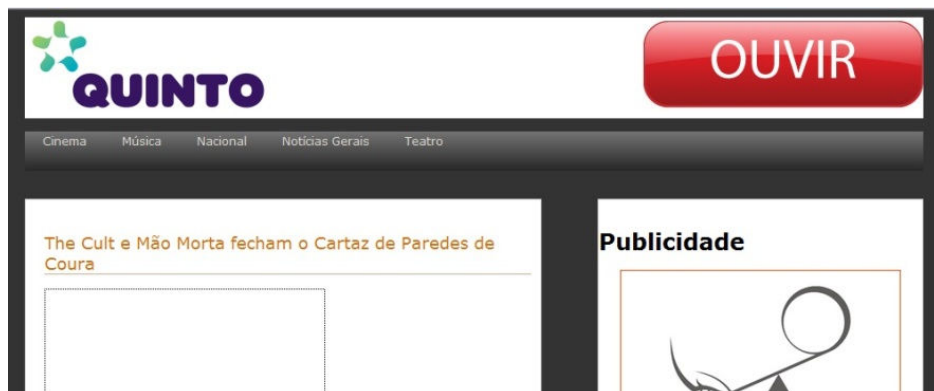 QUINTO
OUVIR
Cinema Música Nacional Notícias Gerais Teatro
The Cult e Mão Morta fecham o Cartaz de Paredes de
Coura
Publicidade